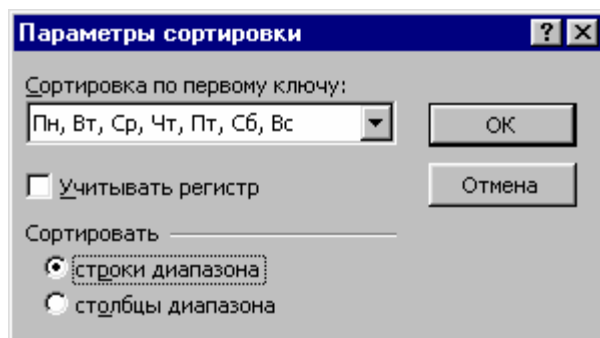 Параметры сортировки
Сортировка по первому ключу:
Пн, Вт, Ср, Чт, Пт, Сб, Вс
ОК
Учитывать регистр
Отмена
Сортировать
строки диапазона
столбцы диапазона